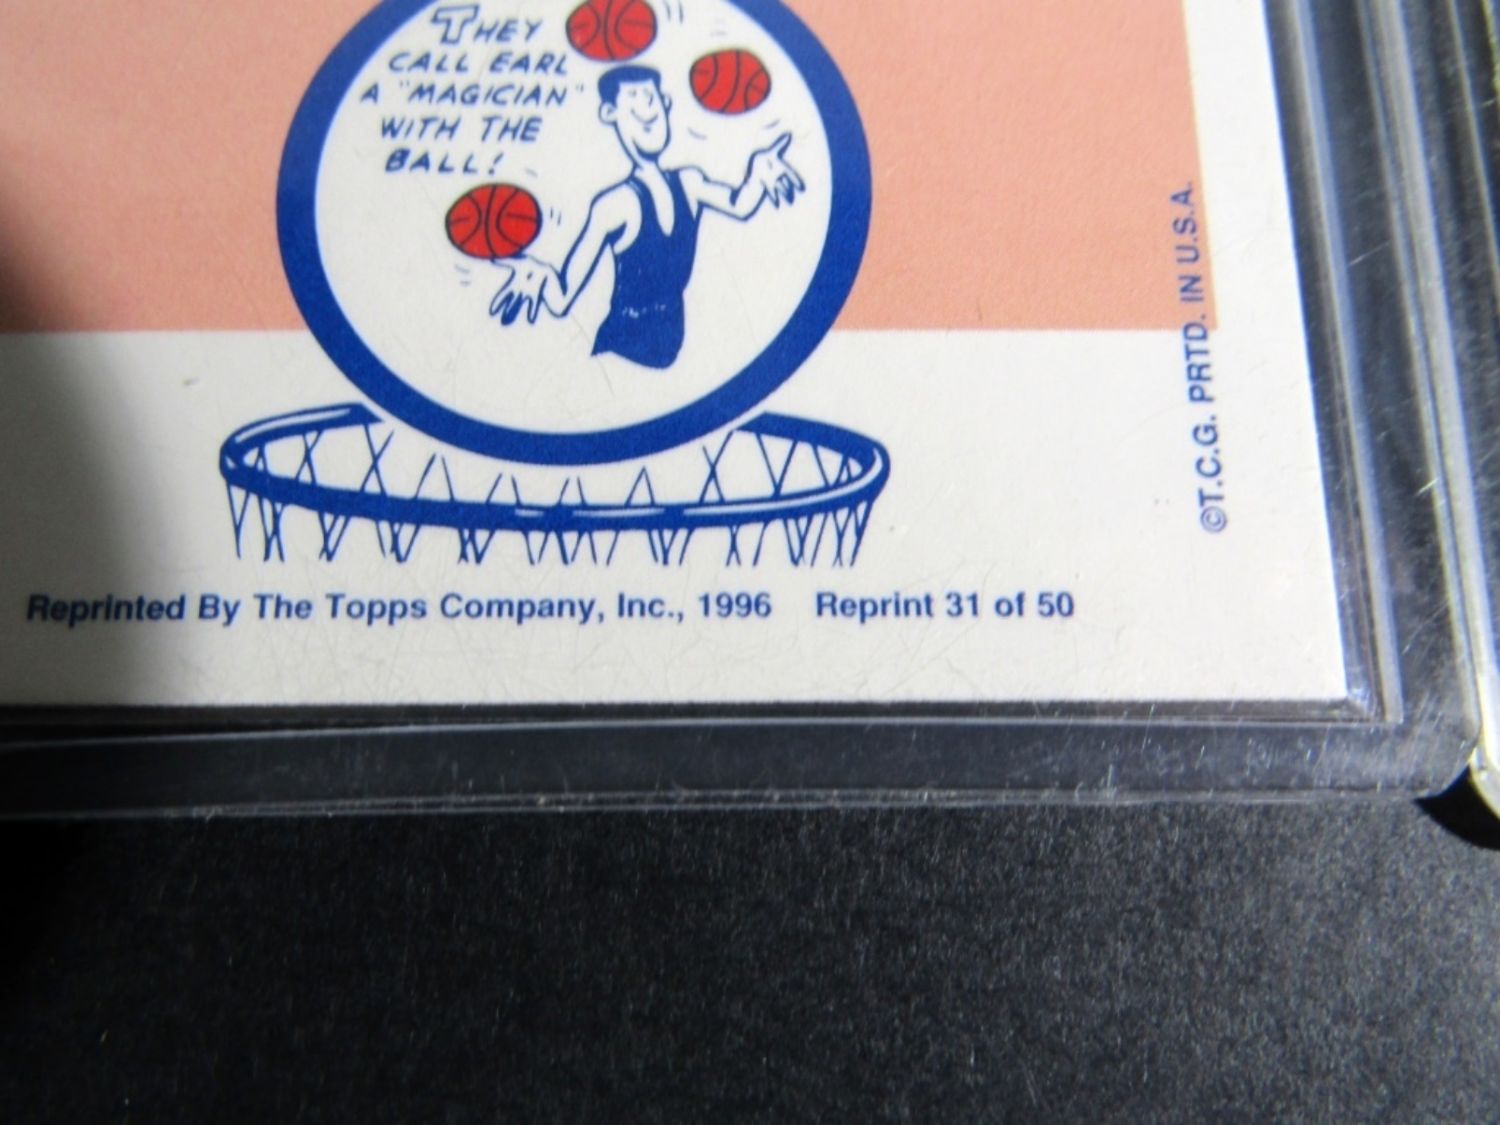 THEY
CALL EARL
A "MAGICIAN"
WITH THE
BALL!
©T.C.G. PRTD. IN U.S.A.
Reprinted By The Topps Company, Inc., 1996 Reprint 31 of 50